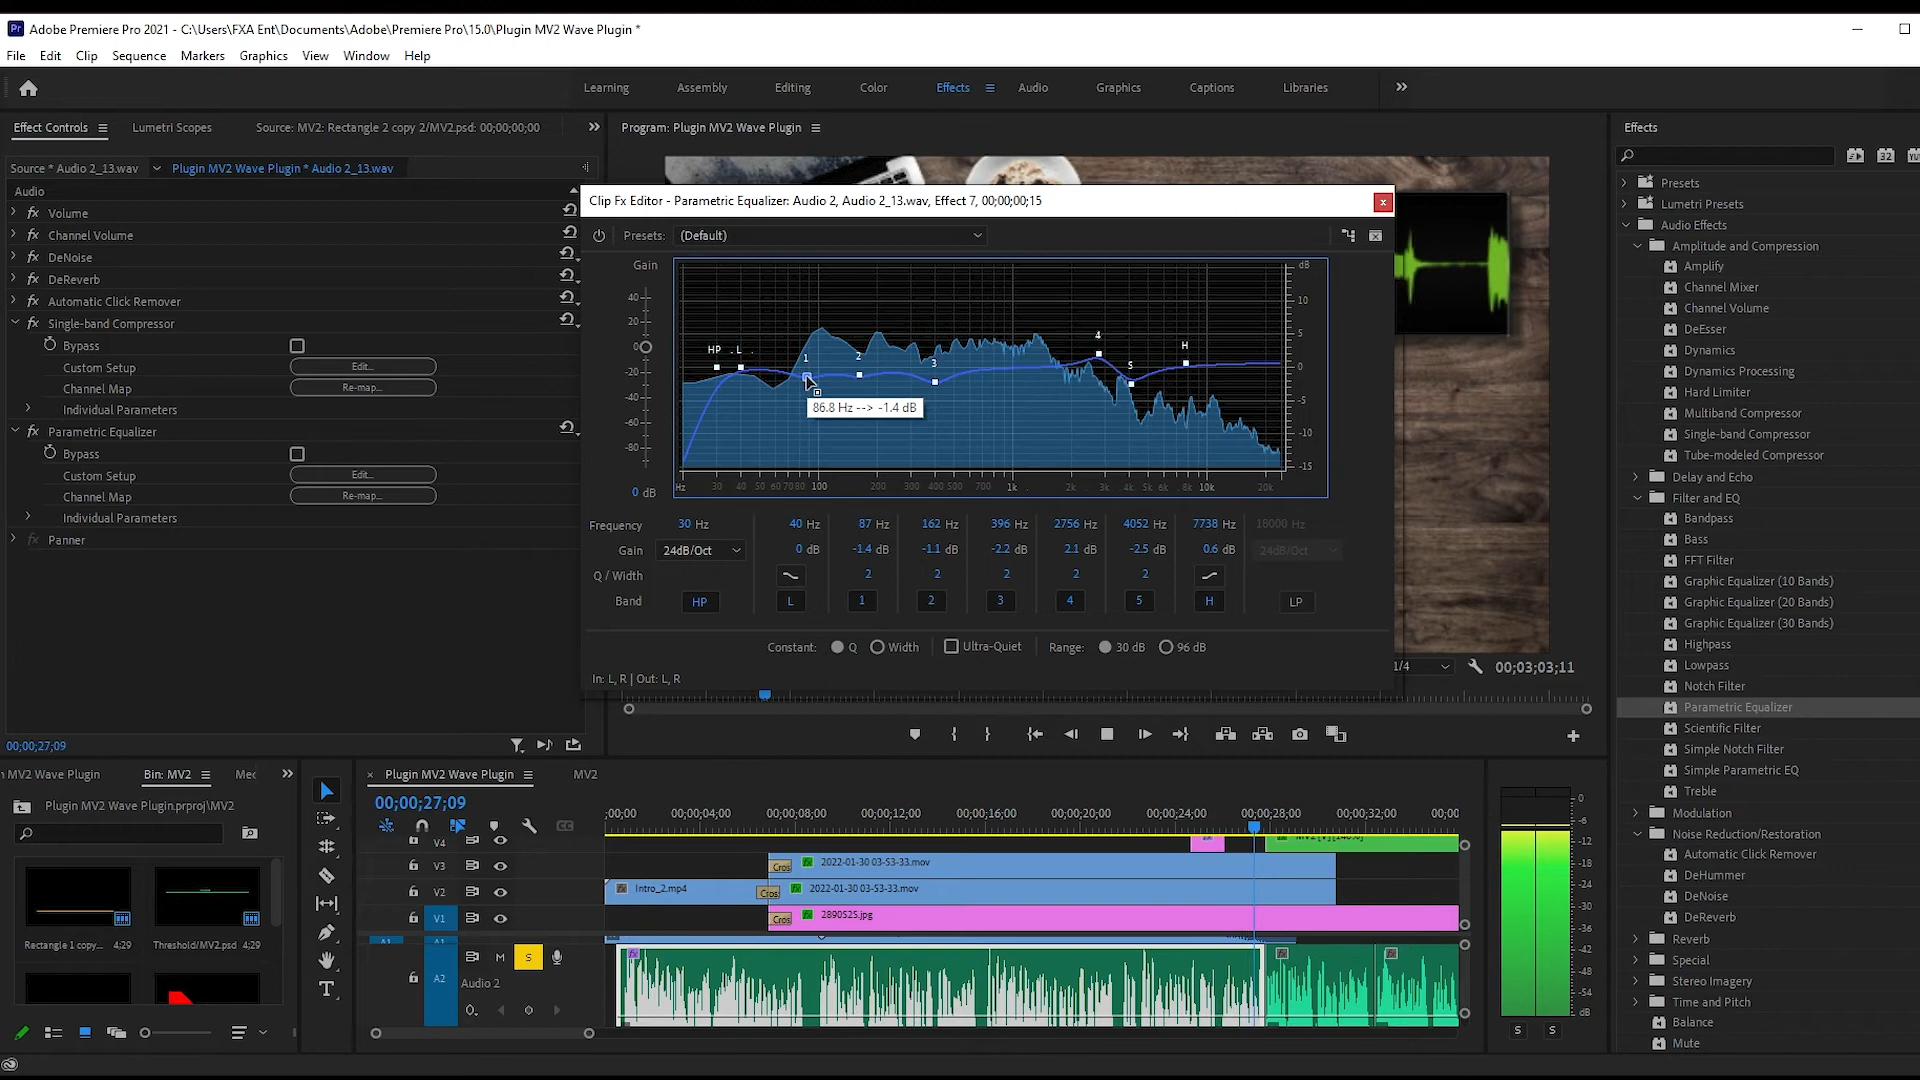 Adobe Premiere Pro 2021 - C:\Users\FXA Ent\Documents\Adobe\Premiere Pro\15.0\Plugin MV2 Wave Plugin *
File Edit Clip Sequence Markers Graphics View Window Help
Learning Assembly Editing Color Effects Audio Graphics Captions Libraries
Effect Controls Lumetri Scopes Source: MV2: Rectangle 2 copy 2/MV2.psd: 00;00;00;00
Program: Plugin MV2 Wave Plugin
Effects
Source * Audio 2_13.wav Plugin MV2 Wave Plugin * Audio 2_13.wav
Audio
fx Volume
fx Channel Volume
fx DeNoise
fx DeReverb
fx Automatic Click Remover
fx Single-band Compressor
Bypass
Custom Setup Edit...
Channel Map Re-map...
Individual Parameters
fx Parametric Equalizer
Bypass
Custom Setup Edit...
Channel Map Re-map...
Individual Parameters
fx Panner
00;00;27;09
Clip Fx Editor - Parametric Equalizer: Audio 2, Audio 2_13.wav, Effect 7, 00;00;00;15
x
Presets: (Default)
Gain dB
40 20 0 -20 -40 -60 -80
0 dB
HP L 1 2 3 4 5 H
86.8 Hz --> -1.4 dB
10 5 0 -5 -10 -15
Hz 30 40 50 60 70 80 100 200 300 400 500 700 1k 2k 3k 4k 5k 6k 8k 10k 20k
Frequency 30 Hz 40 Hz 87 Hz 162 Hz 396 Hz 2756 Hz 4052 Hz 7738 Hz 18000 Hz
Gain 24dB/Oct 0 dB -1.4 dB -1.1 dB -2.2 dB 2.1 dB -2.5 dB 0.6 dB 24dB/Oct
Q / Width 2 2 2 2 2
Band HP L 1 2 3 4 5 H LP
Constant: Q Width Ultra-Quiet Range: 30 dB 96 dB
In: L, R | Out: L, R
1/4 00;03;03;11
32
Presets
Lumetri Presets
Audio Effects
Amplitude and Compression
Amplify
Channel Mixer
Channel Volume
DeEsser
Dynamics
Dynamics Processing
Hard Limiter
Multiband Compressor
Single-band Compressor
Tube-modeled Compressor
Delay and Echo
Filter and EQ
Bandpass
Bass
FFT Filter
Graphic Equalizer (10 Bands)
Graphic Equalizer (20 Bands)
Graphic Equalizer (30 Bands)
Highpass
Lowpass
Notch Filter
Parametric Equalizer
Scientific Filter
Simple Notch Filter
Simple Parametric EQ
Treble
Modulation
Noise Reduction/Restoration
Automatic Click Remover
DeHummer
DeNoise
DeReverb
Reverb
Special
Stereo Imagery
Time and Pitch
Balance
Mute
MV2 Wave Plugin Bin: MV2
Plugin MV2 Wave Plugin.prproj\MV2
Rectangle 1 copy... 4;29 Threshold/MV2.psd 4;29
Plugin MV2 Wave Plugin MV2
00;00;27;09
;00;00 00;00;04;00 00;00;08;00 00;00;12;00 00;00;16;00 00;00;20;00 00;00;24;00 00;00;28;00 00;00;32;00 00;00
V4
V3 Cros 2022-01-30 03-53-33.mov
V2 Intro_2.mp4 Cros 2022-01-30 03-53-33.mov
V1 Cros 2890525.jpg
A2 M S
Audio 2
0 -6 -12 -18 -24 -30 -36 -42 -48 -54 dB
S S